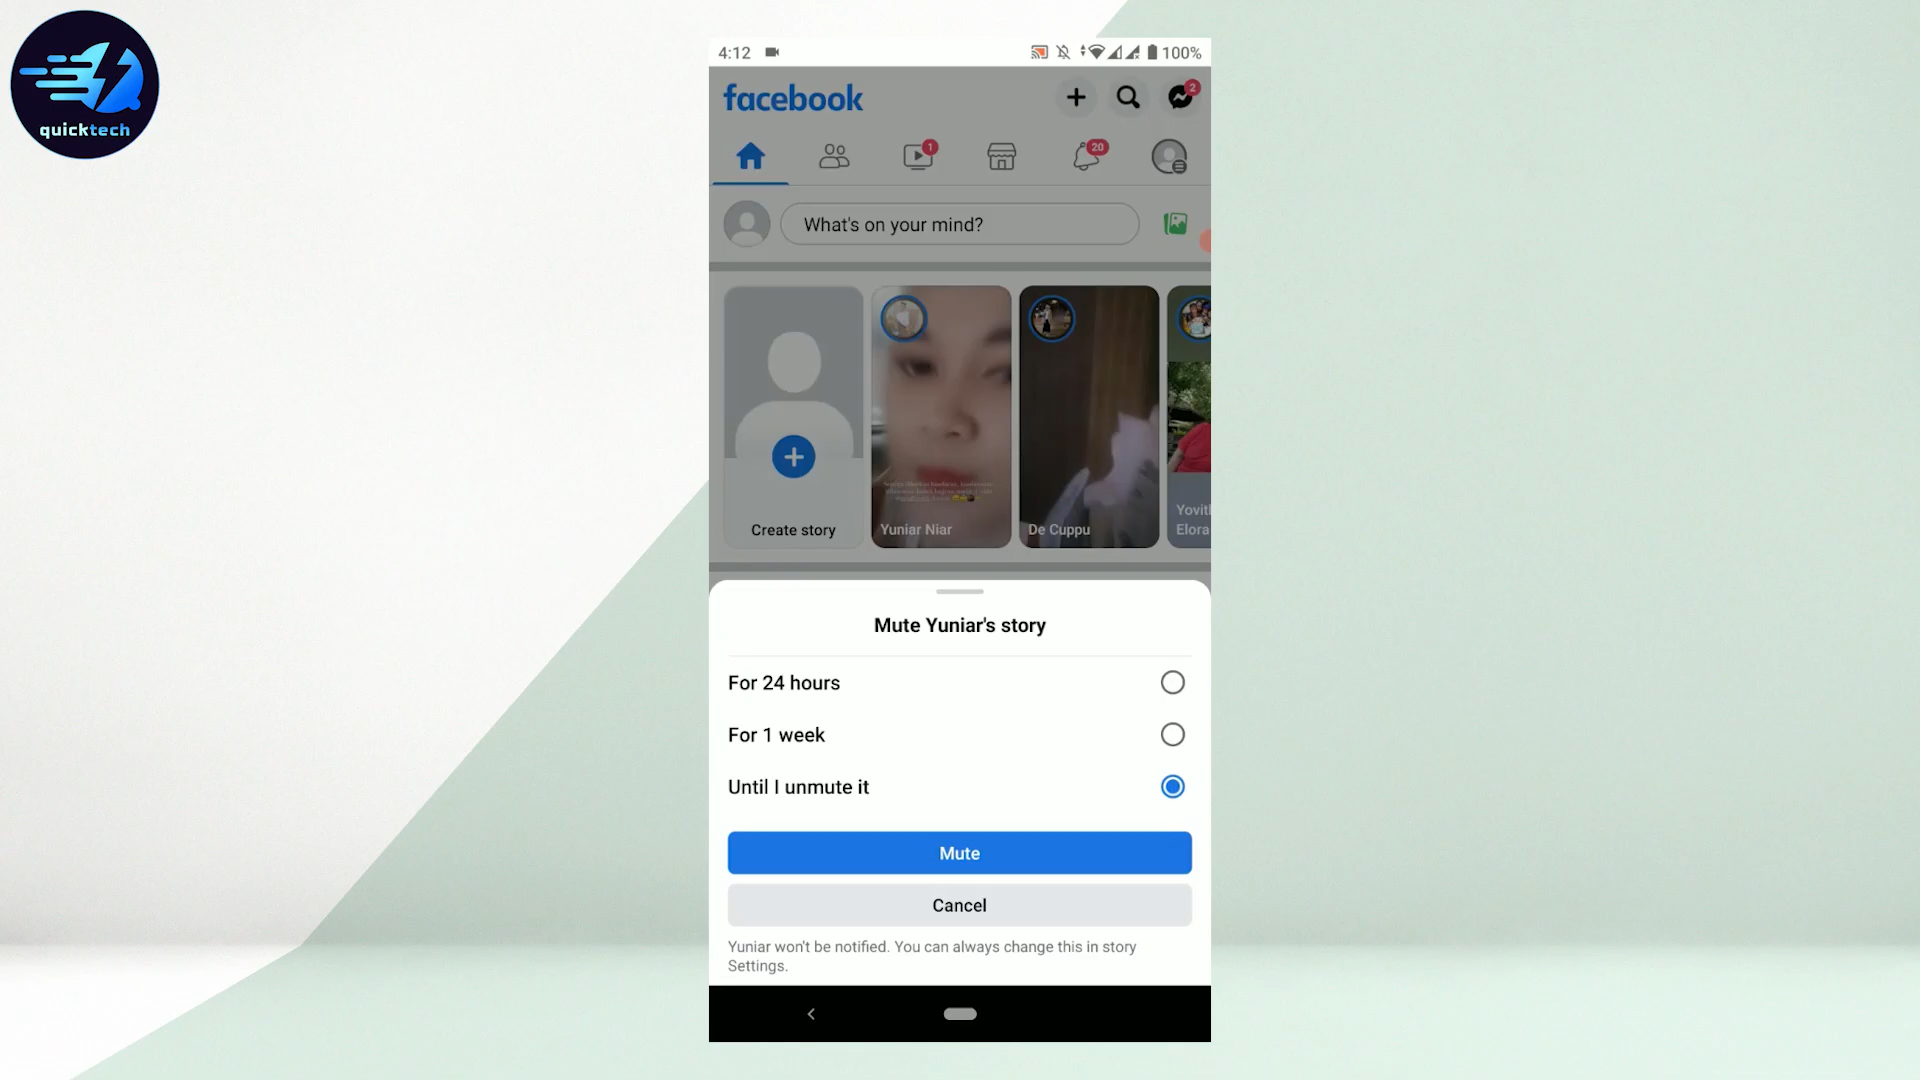 quicktech
4:12
100%
facebook
2
1
20
What's on your mind?
Create story
Yuniar Niar
De Cuppu
Elora
Mute Yuniar's story
For 24 hours
For 1 week
Until I unmute it
Mute
Cancel
Yuniar won't be notified. You can always change this in story
Settings.